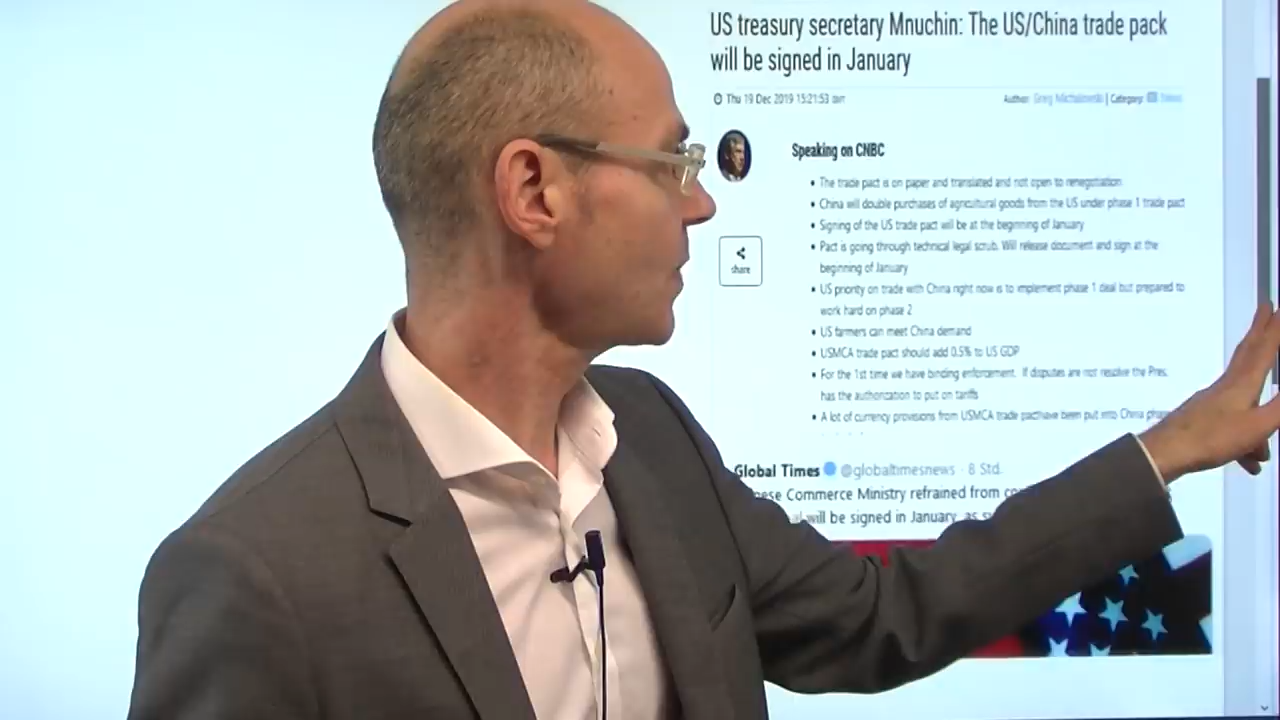 US treasury secretary Mnuchin: The US/China trade pack
will be signed in January
Thu 19 Dec 2019 15:21:53 GMT
Author: Greg Michalowski | Category: News
Speaking on CNBC
• The trade pact is on paper and translated and not open to renegotiation.
• China will double purchases of agricultural goods from the US under phase 1 trade pact
• Signing of the US trade pact will be at the beginning of January
• Pact is going through technical legal scrub. Will release document and sign at the
beginning of January
share
• US priority on trade with China right now is to implement phase 1 deal but prepared to
work hard on phase 2
• US farmers can meet China demand
• USMCA trade pact should add 0.5% to US GDP
• For the 1st time we have binding enforcement. If disputes are not resolve the Pres.
has the authorization to put on tariffs
• A lot of currency provisions from USMCA trade pacthave been put into China phase
Global Times @globaltimesnews · 8 Std.
Commerce Ministry refrained from
will be signed in January, as